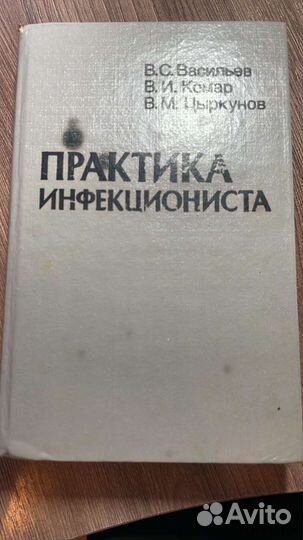 В. С. Васильев
В. И. Комар
В. М. Цыркунов
ПРАКТИКА
ИНФЕКЦИОНИСТА
Avito